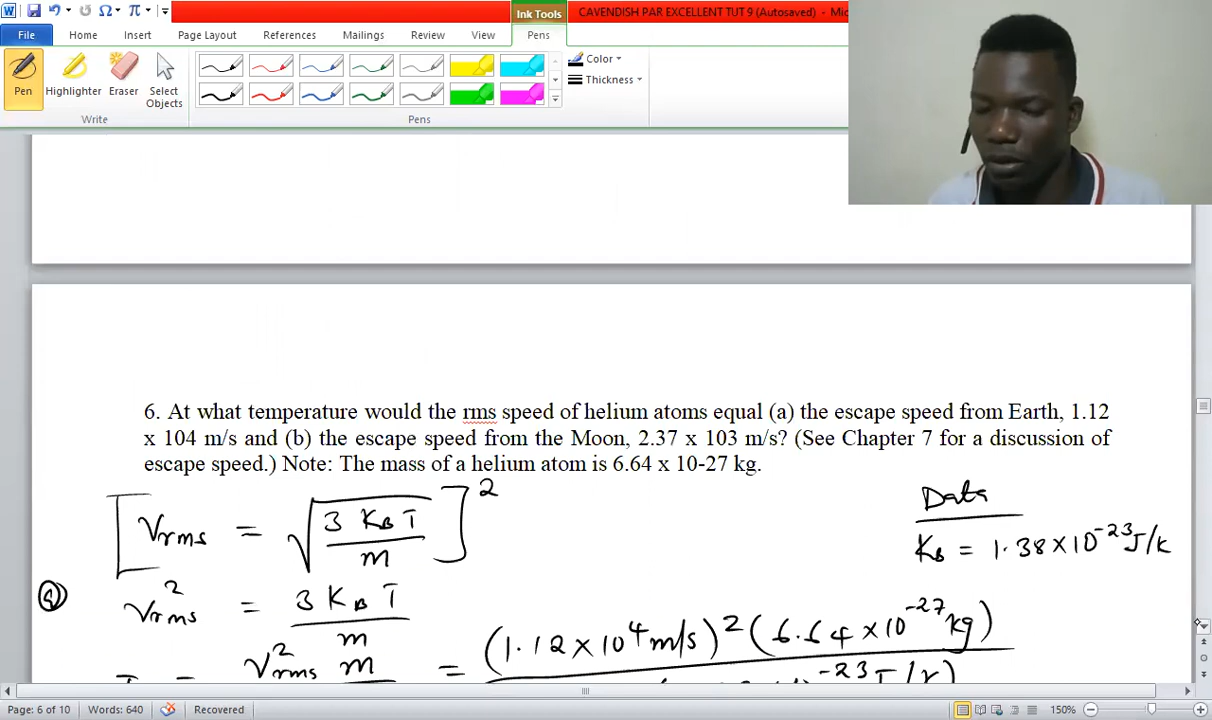 Ink Tools
CAVENDISH PAR EXCELLENT TUT 9 (Autosaved) - Mic
File Home Insert Page Layout References Mailings Review View Pens
Pen Highlighter Eraser Select Objects
Color
Thickness
Write
Pens
6. At what temperature would the rms speed of helium atoms equal (a) the escape speed from Earth, 1.12
x 104 m/s and (b) the escape speed from the Moon, 2.37 x 103 m/s? (See Chapter 7 for a discussion of
escape speed.) Note: The mass of a helium atom is 6.64 x 10-27 kg.
[Vrms = √(3 KB T / m)]²
Data
KB = 1.38 × 10⁻²³ J/K
(a) Vrms² = 3 KB T / m
Vrms² m = (1.12 × 10⁴ m/s)² (6.64 × 10⁻²⁷ kg)
Page: 6 of 10 Words: 640 Recovered 150%